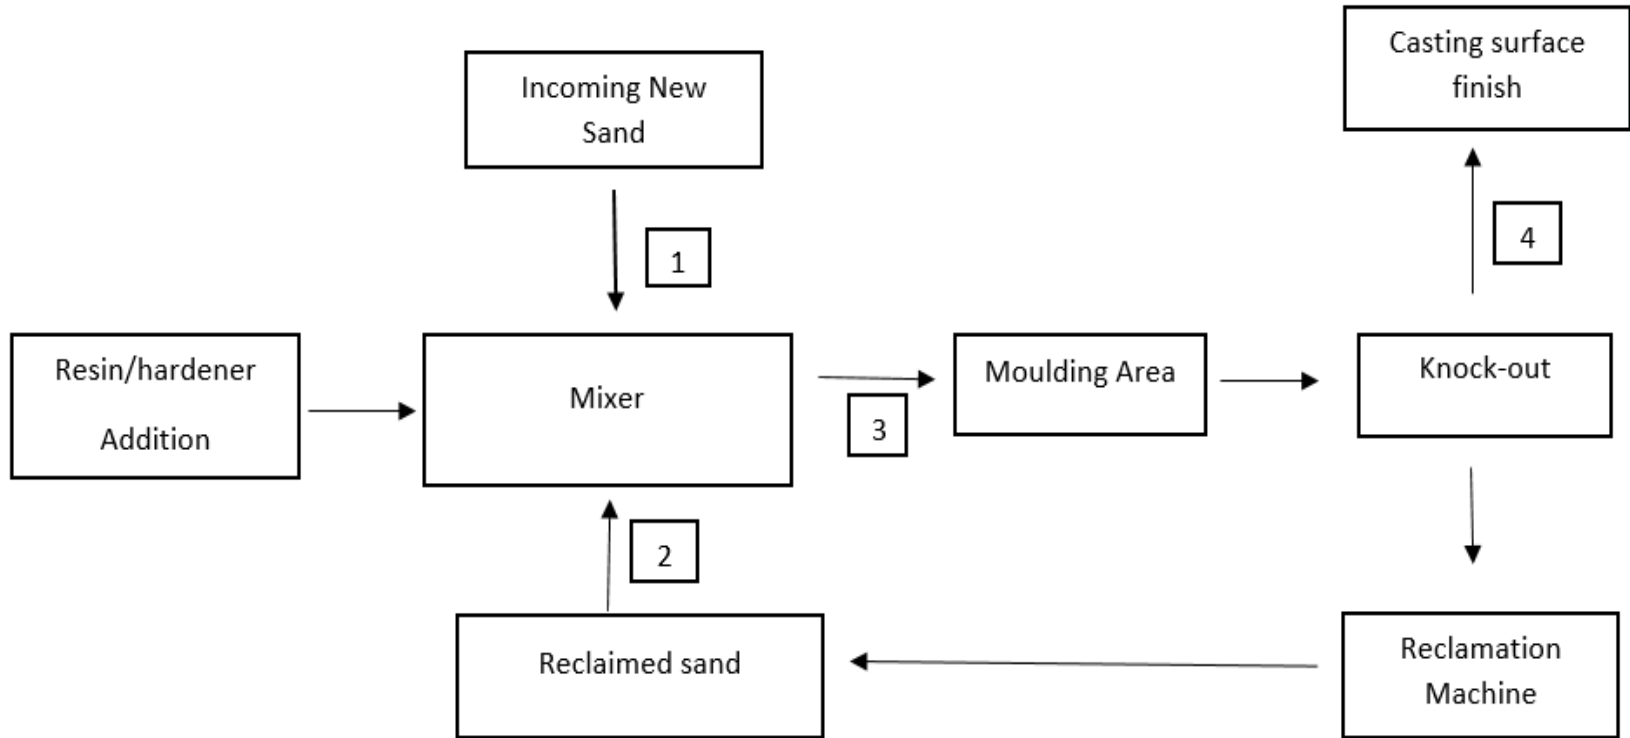 Casting surface
finish
Incoming New
Sand
1
4
Resin/hardener
Addition
Mixer
3
Moulding Area
Knock-out
2
Reclaimed sand
Reclamation
Machine